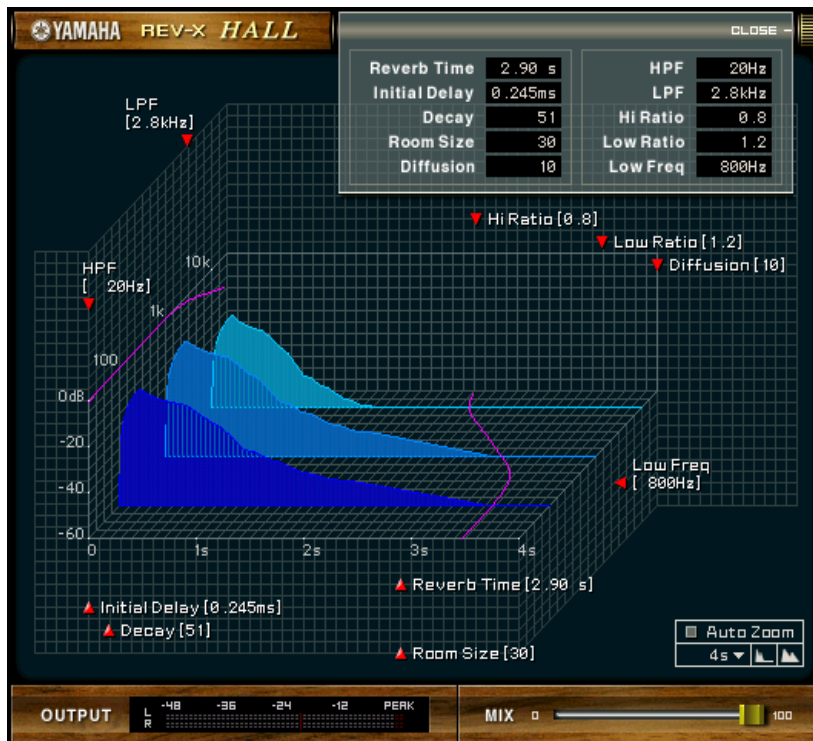 YAMAHA REV-X HALL
CLOSE –
Reverb Time 2.90 s
Initial Delay 0.245ms
Decay 51
Room Size 30
Diffusion 10
HPF 20Hz
LPF 2.8kHz
Hi Ratio 0.8
Low Ratio 1.2
Low Freq 800Hz
LPF
[2.8kHz]
Hi Ratio [0.8]
Low Ratio [1.2]
Diffusion [10]
HPF
[ 20Hz]
10k
1k
100
0dB
-20
-40
-60
0 1s 2s 3s 4s
Low Freq
[ 800Hz]
Reverb Time [2.90 s]
Initial Delay [0.245ms]
Decay [51]
Room Size [30]
Auto Zoom
4s
OUTPUT
L
R
-48 -36 -24 -12 PEAK
MIX 0 100